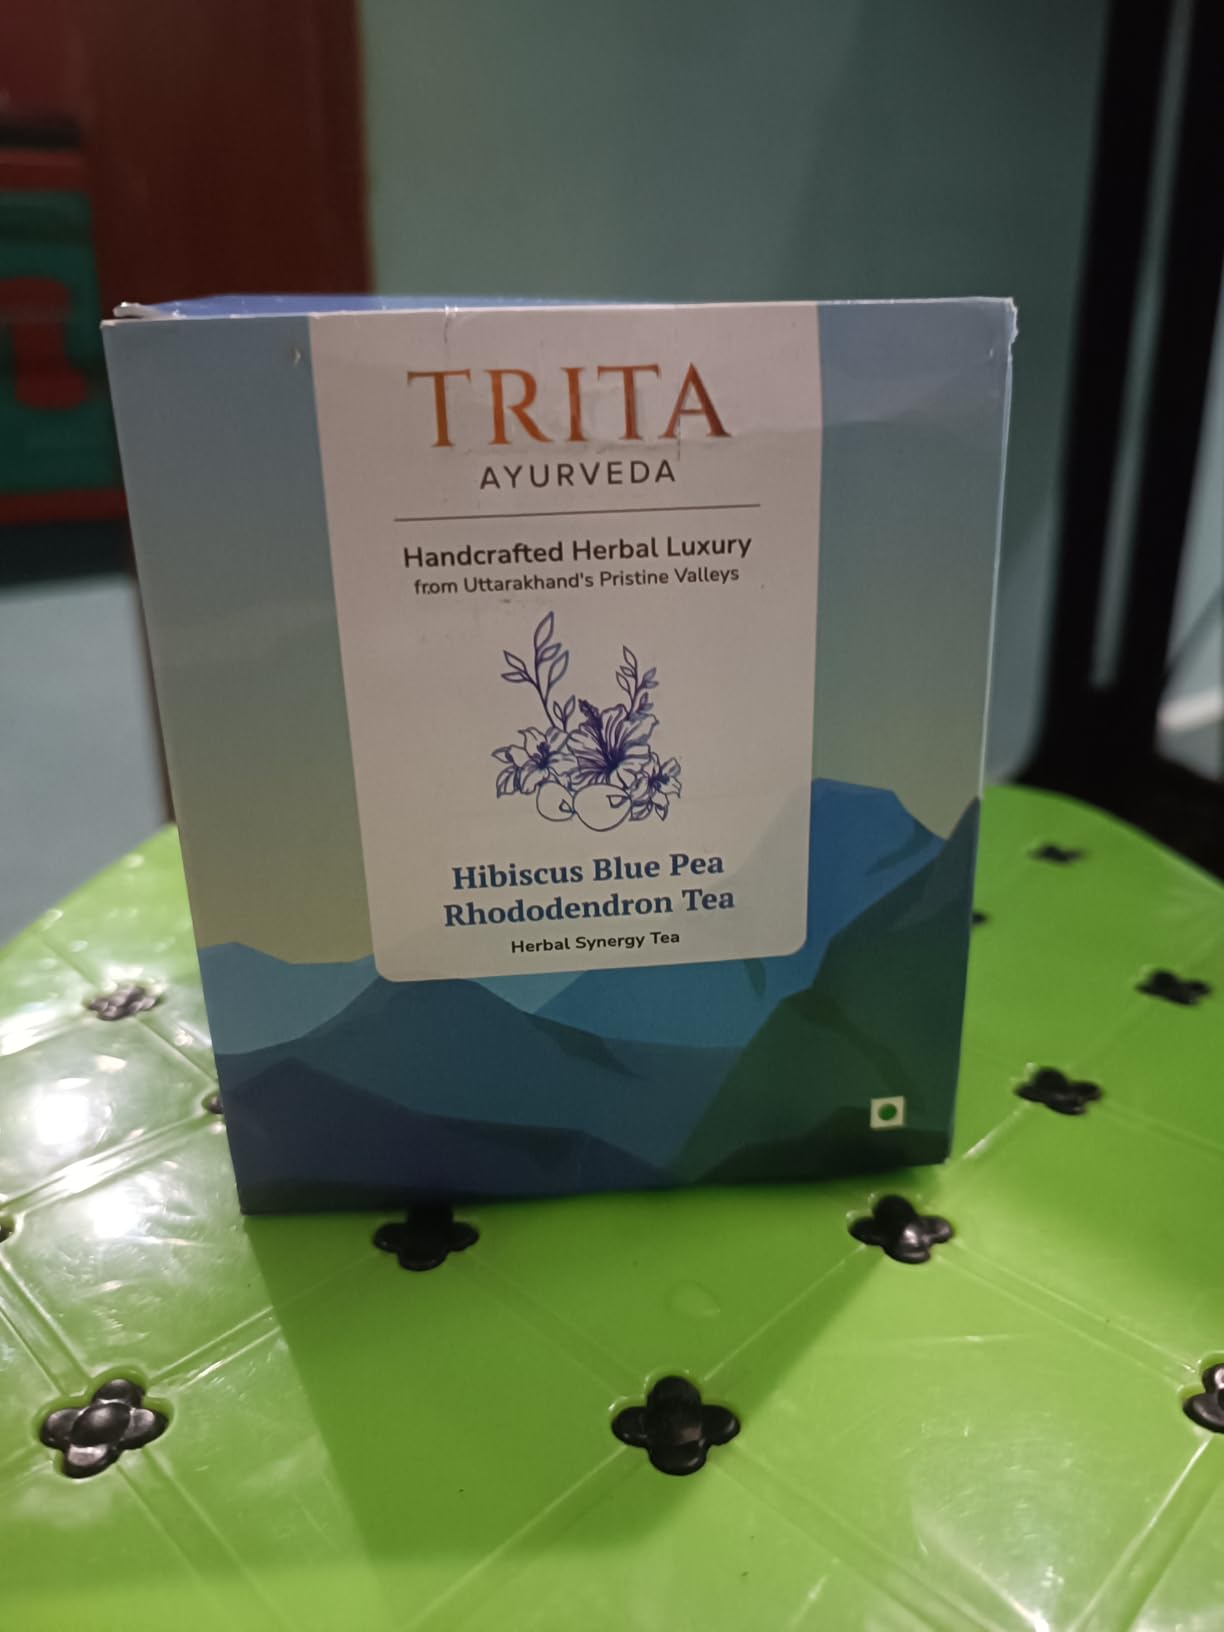 TRITA
AYURVEDA
Handcrafted Herbal Luxury
from Uttarakhand's Pristine Valleys
Hibiscus Blue Pea
Rhododendron Tea
Herbal Synergy Tea